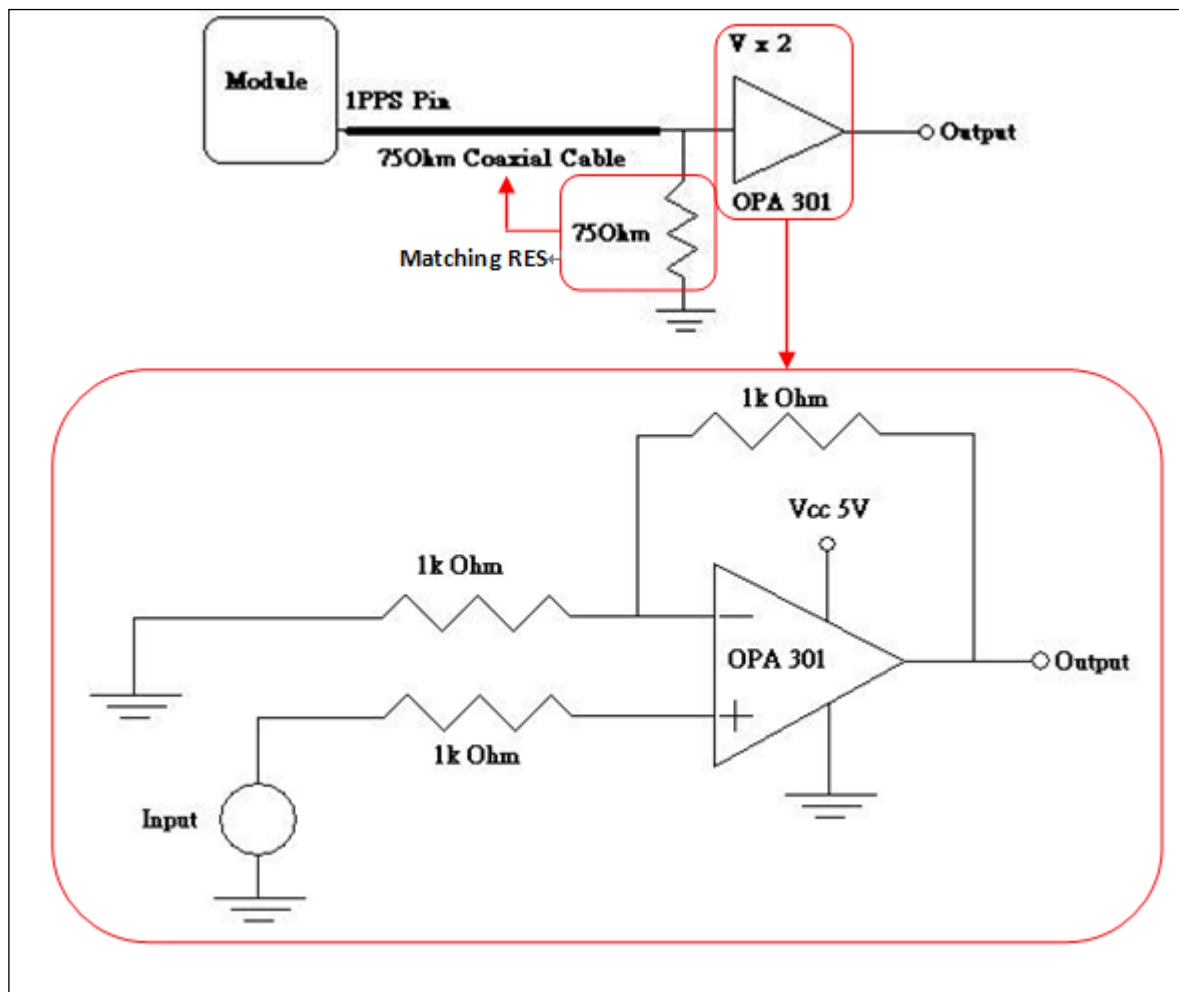 V x 2
Module
1PPS Pin
Output
75Ohm Coaxial Cable
OPA 301
75Ohm
Matching RES
1k Ohm
Vcc 5V
1k Ohm
OPA 301
Output
1k Ohm
Input